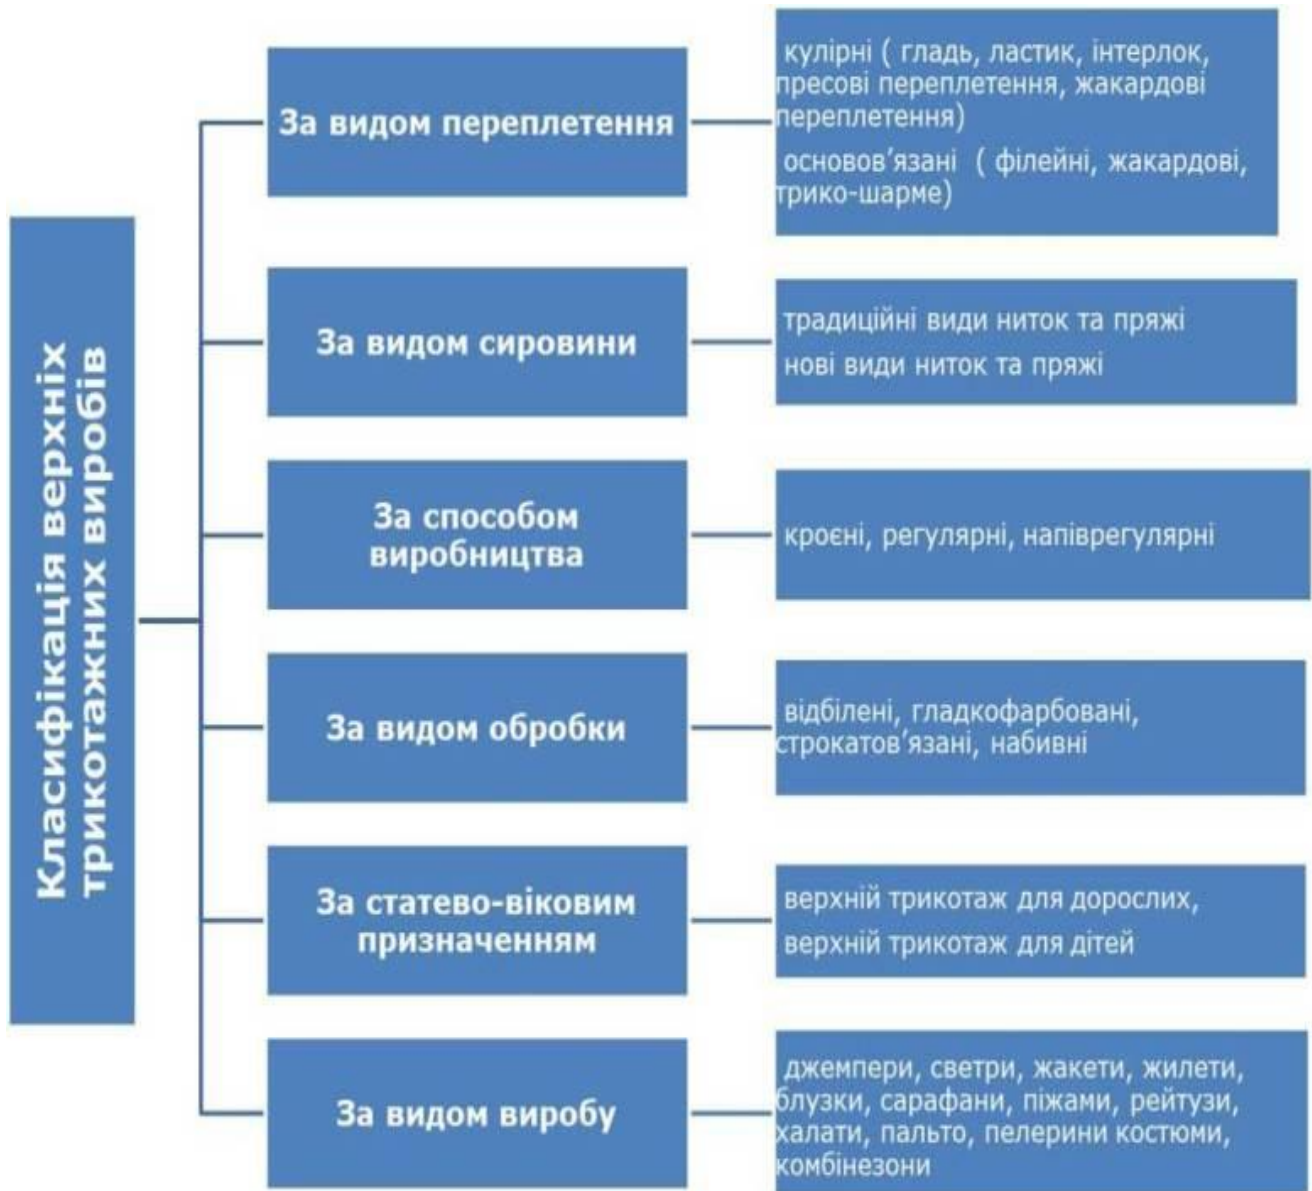 Класифікація верхніх
трикотажних виробів
За видом переплетення
кулірні ( гладь, ластик, інтерлок,
пресові переплетення, жакардові
переплетення)
основов’язані ( філейні, жакардові,
трико-шарме)
За видом сировини
традиційні види ниток та пряжі
нові види ниток та пряжі
За способом
виробництва
кроєні, регулярні, напіврегулярні
За видом обробки
відбілені, гладкофарбовані,
строкатов’язані, набивні
За статево-віковим
призначенням
верхній трикотаж для дорослих,
верхній трикотаж для дітей
За видом виробу
джемпери, светри, жакети, жилети,
блузки, сарафани, піжами, рейтузи,
халати, пальто, пелерини костюми,
комбінезони